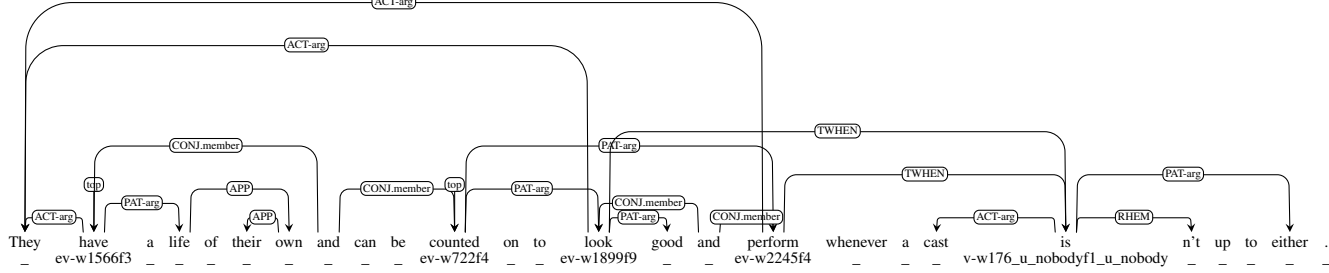 ACT-arg
ACT-arg
TWHEN
CONJ.member PAT-arg
TWHEN PAT-arg
top APP CONJ.member top PAT-arg
PAT-arg CONJ.member
ACT-arg APP PAT-arg CONJ.member ACT-arg RHEM
They have a life of their own and can be counted on to look good and perform whenever a cast is n't up to either .
_ ev-w1566f3 _ _ _ _ _ _ _ _ ev-w722f4 _ _ ev-w1899f9 _ _ ev-w2245f4 _ _ _ v-w176_u_nobodyf1_u_nobody _ _ _ _ _